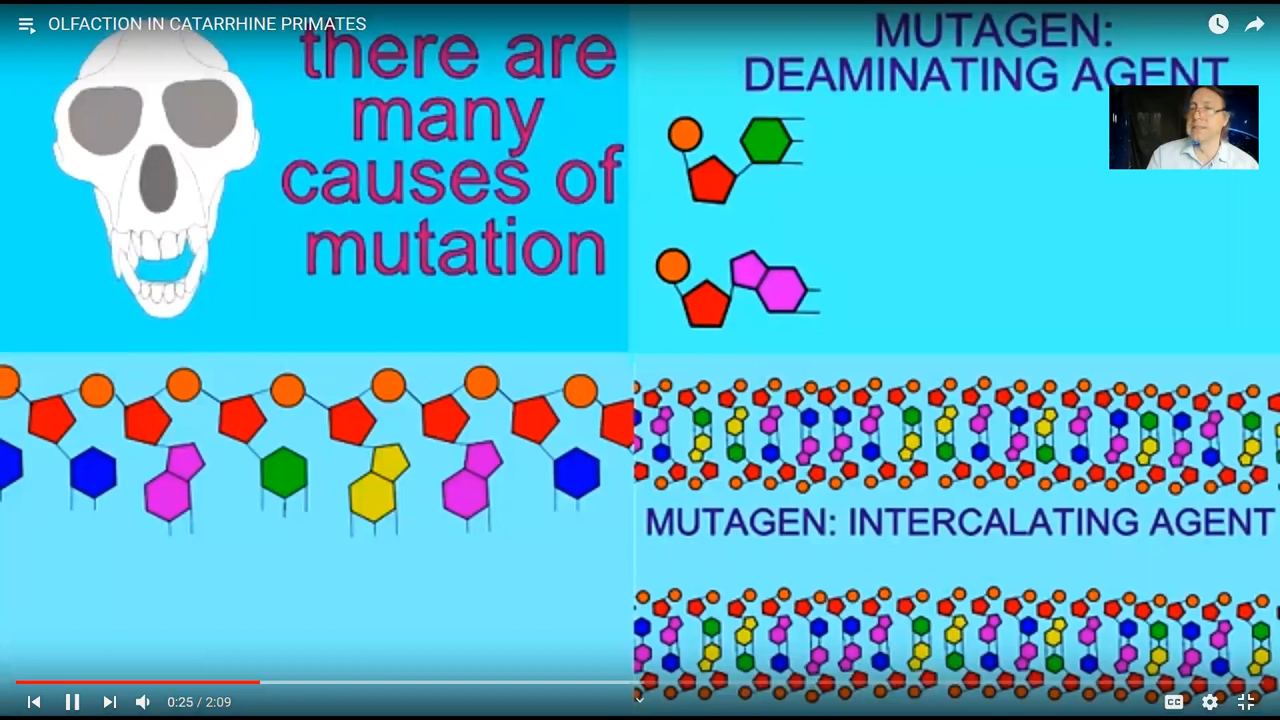 OLFACTION IN CATARRHINE PRIMATES
there are
many
causes of
mutation
MUTAGEN:
DEAMINATING AGENT
MUTAGEN: INTERCALATING AGENT
0:25 / 2:09
CC